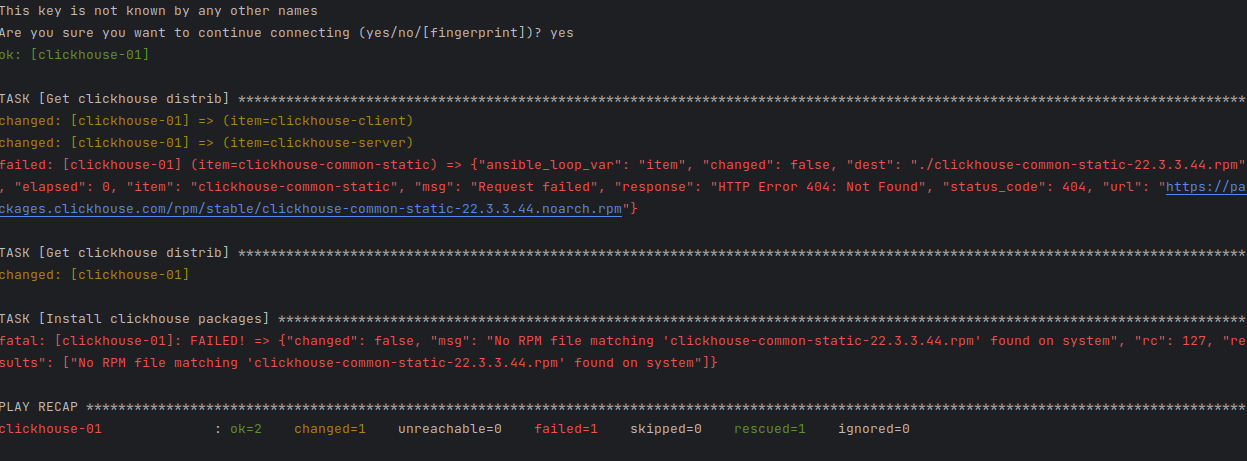 This key is not known by any other names
Are you sure you want to continue connecting (yes/no/[fingerprint])? yes
ok: [clickhouse-01]
TASK [Get clickhouse distrib] ******************************************************************************************************************************
changed: [clickhouse-01] => (item=clickhouse-client)
changed: [clickhouse-01] => (item=clickhouse-server)
failed: [clickhouse-01] (item=clickhouse-common-static) => {"ansible_loop_var": "item", "changed": false, "dest": "./clickhouse-common-static-22.3.3.44.rpm"
, "elapsed": 0, "item": "clickhouse-common-static", "msg": "Request failed", "response": "HTTP Error 404: Not Found", "status_code": 404, "url": "https://pa
ckages.clickhouse.com/rpm/stable/clickhouse-common-static-22.3.3.44.noarch.rpm"}
TASK [Get clickhouse distrib] ******************************************************************************************************************************
changed: [clickhouse-01]
TASK [Install clickhouse packages] *************************************************************************************************************************
fatal: [clickhouse-01]: FAILED! => {"changed": false, "msg": "No RPM file matching 'clickhouse-common-static-22.3.3.44.rpm' found on system", "rc": 127, "re
sults": ["No RPM file matching 'clickhouse-common-static-22.3.3.44.rpm' found on system"]}
PLAY RECAP *************************************************************************************************************************************************
clickhouse-01              : ok=2    changed=1    unreachable=0    failed=1    skipped=0    rescued=1    ignored=0